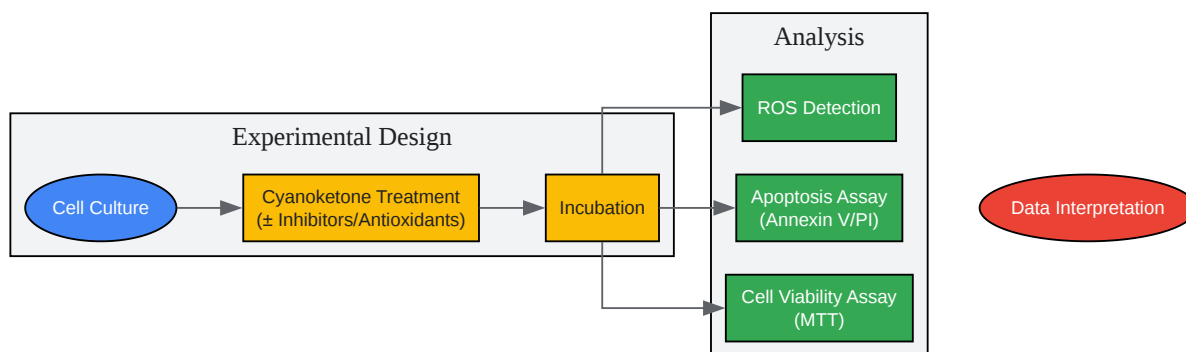 Analysis
ROS Detection
Experimental Design
Cell Culture
Cyanoketone Treatment
(± Inhibitors/Antioxidants)
Incubation
Apoptosis Assay
(Annexin V/PI)
Data Interpretation
Cell Viability Assay
(MTT)